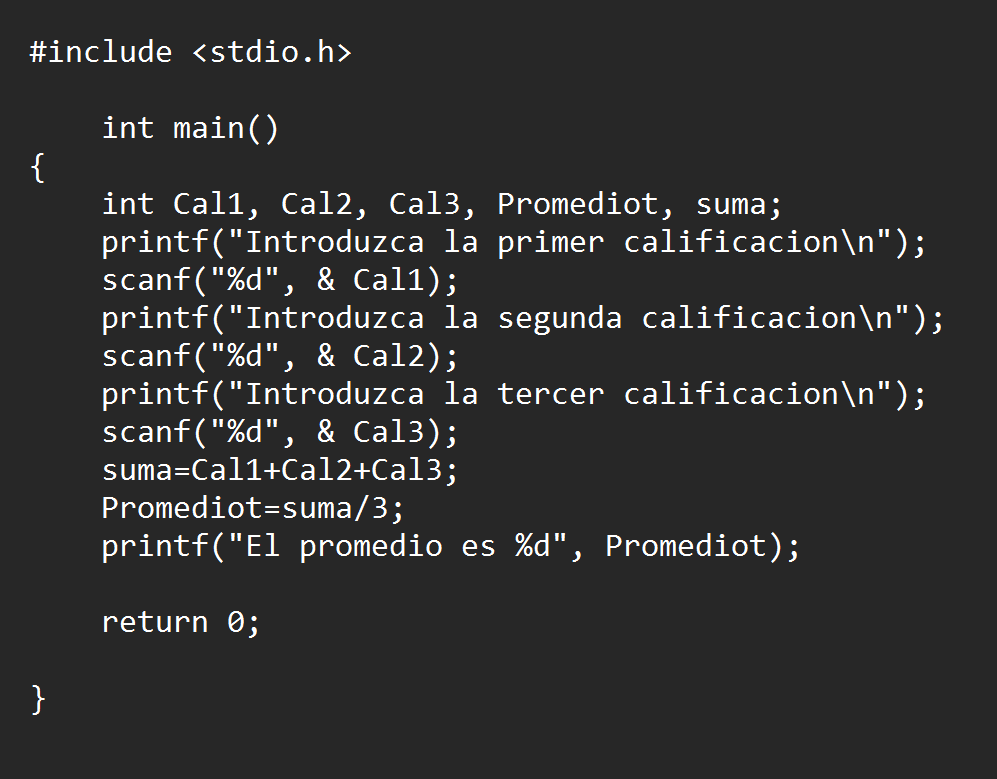 #include <stdio.h>
int main()
{
int Cal1, Cal2, Cal3, Promediot, suma;
printf("Introduzca la primer calificacion\n");
scanf("%d", & Cal1);
printf("Introduzca la segunda calificacion\n");
scanf("%d", & Cal2);
printf("Introduzca la tercer calificacion\n");
scanf("%d", & Cal3);
suma=Cal1+Cal2+Cal3;
Promediot=suma/3;
printf("El promedio es %d", Promediot);
return 0;
}